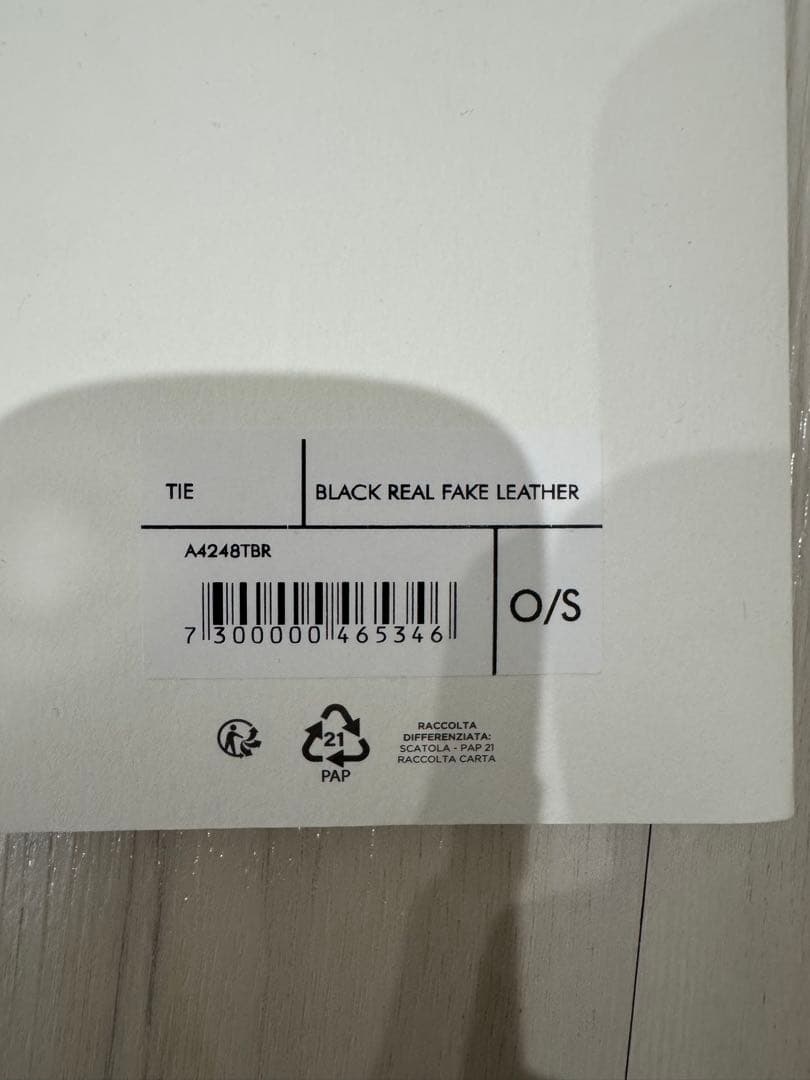 TIE
BLACK REAL FAKE LEATHER
A4248TBR
O/S
7 300000 465346
21
PAP
RACCOLTA
DIFFERENZIATA:
SCATOLA - PAP 21
RACCOLTA CARTA